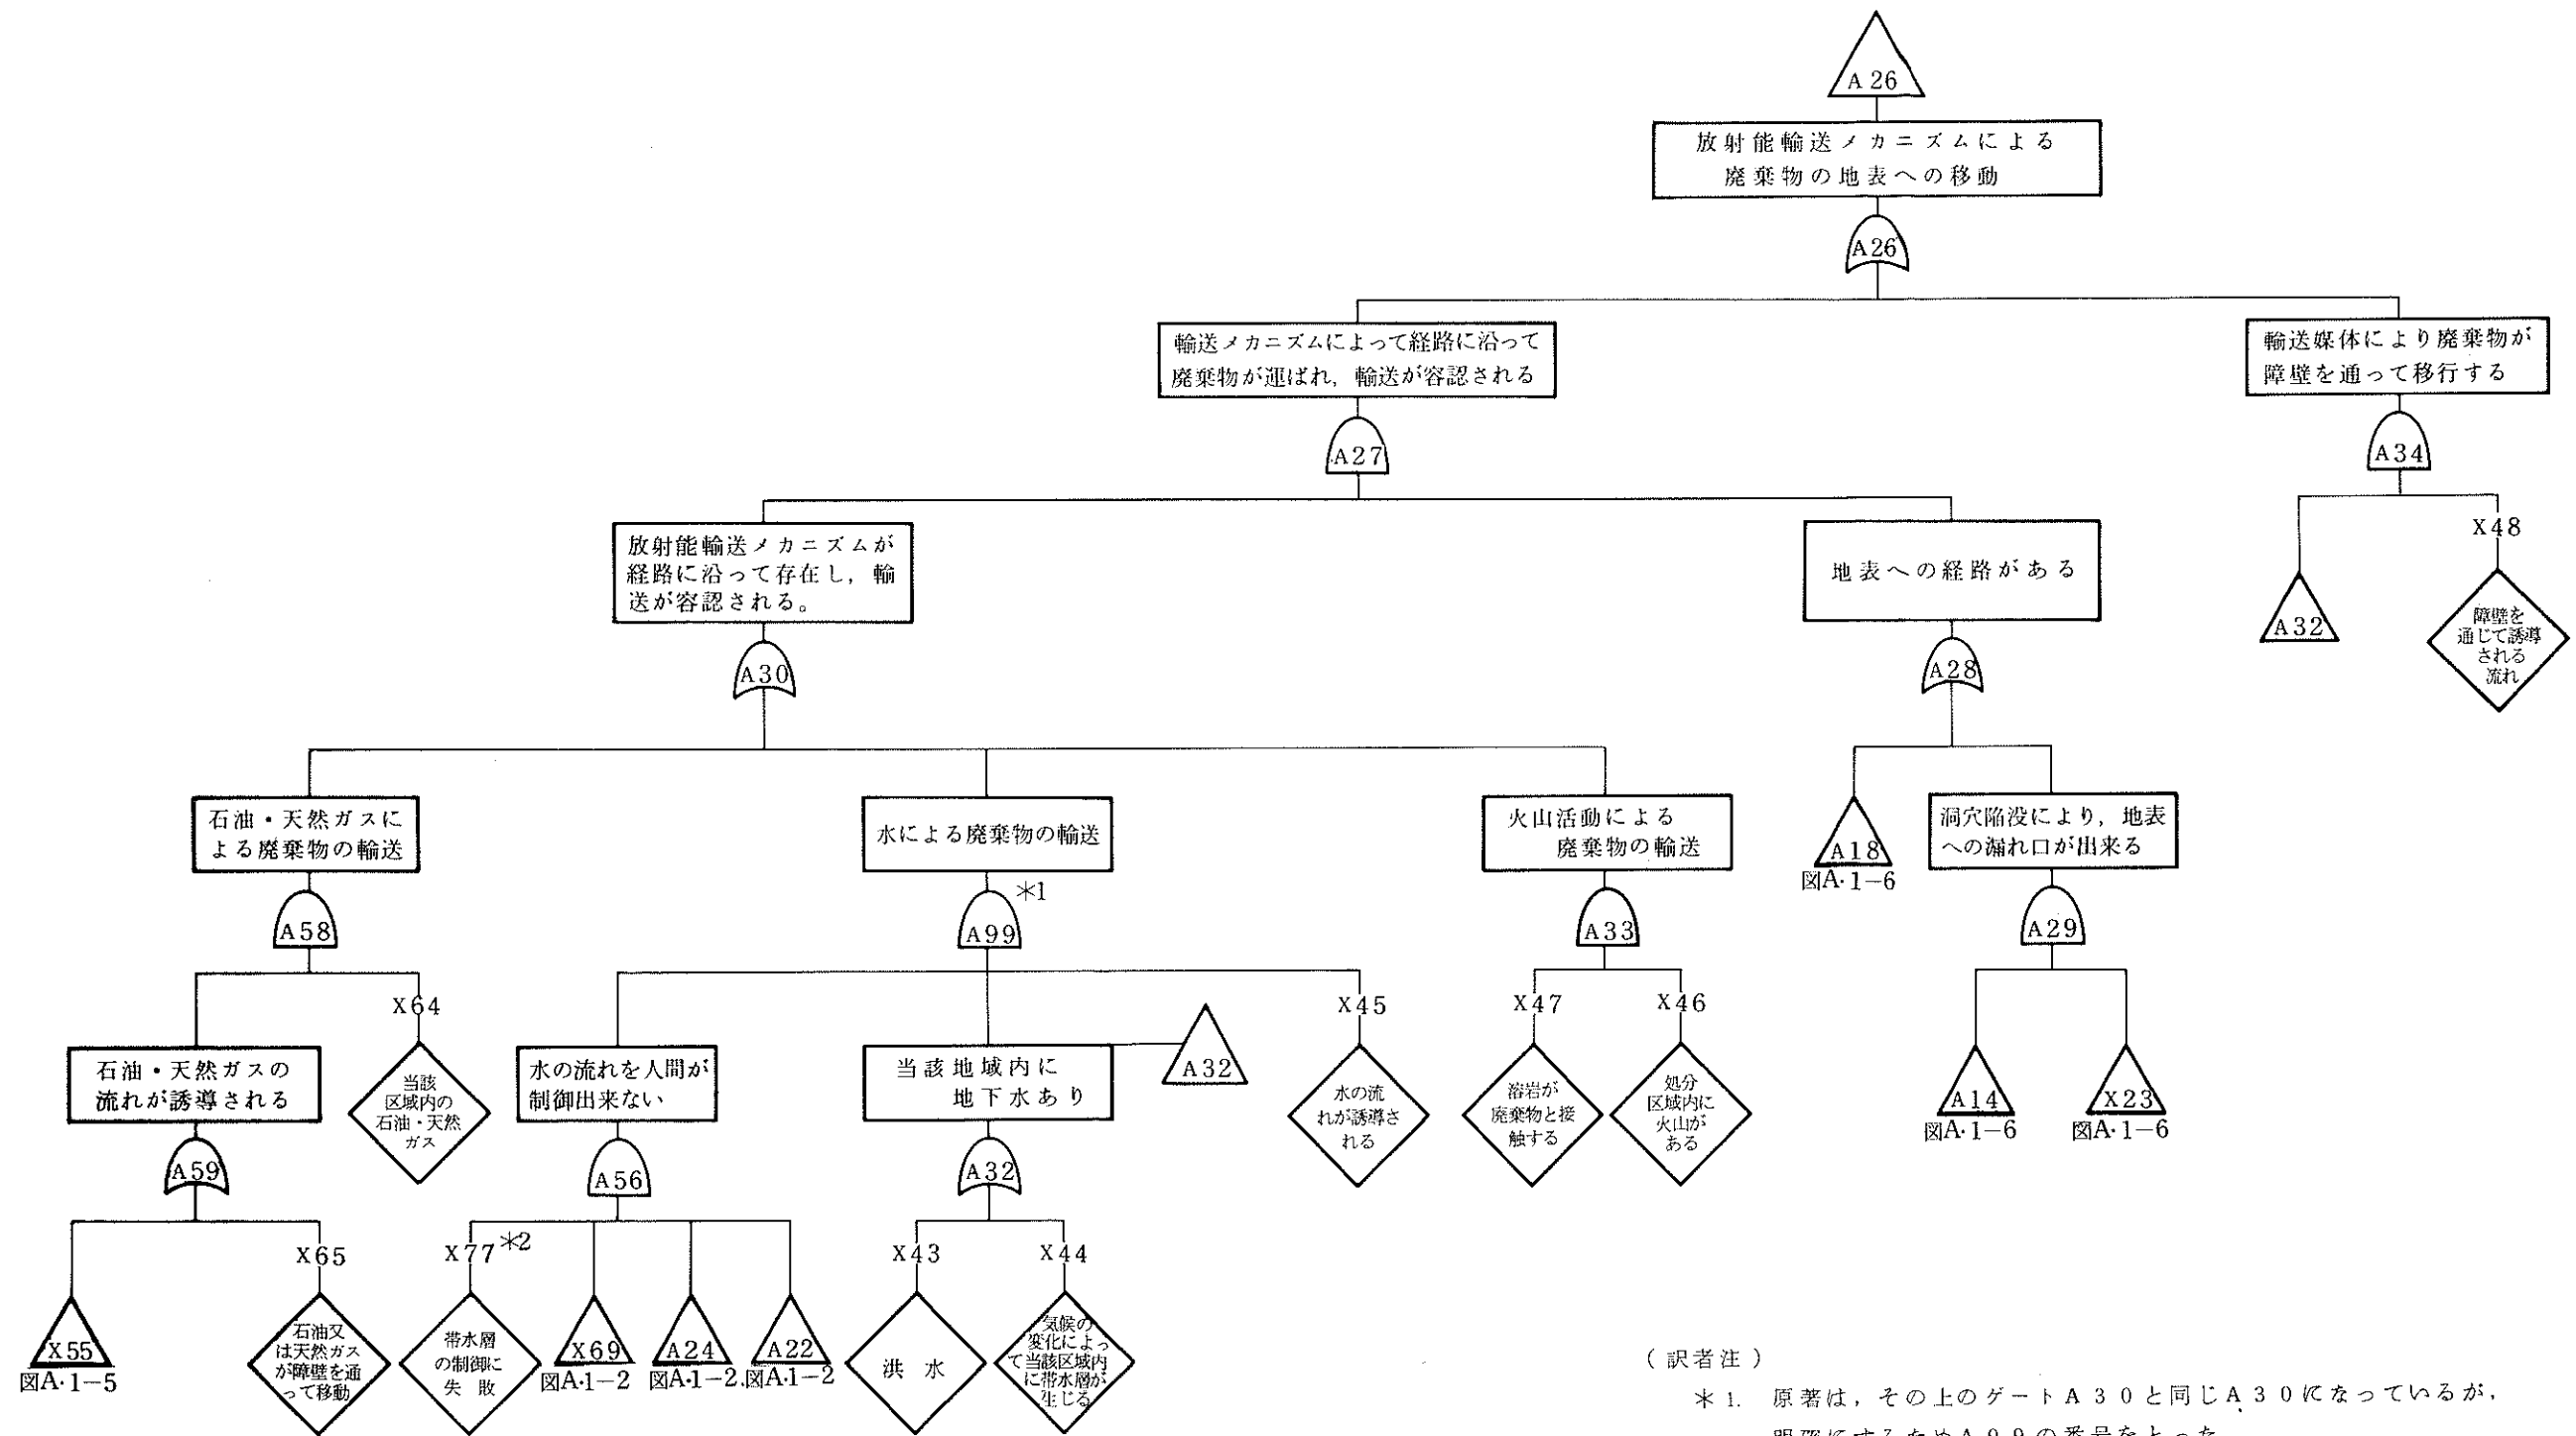 A26
放射能輸送メカニズムによる
廃棄物の地表への移動
A26
輸送メカニズムによって経路に沿って
廃棄物が運ばれ，輸送が容認される
輸送媒体により廃棄物が
障壁を通って移行する
A27
A34
放射能輸送メカニズムが
経路に沿って存在し，輸
送が容認される。
地表への経路がある
X48
A32
障壁を
通じて誘導
される
流れ
A30
A28
石油・天然ガスに
よる廃棄物の輸送
水による廃棄物の輸送
火山活動による
廃棄物の輸送
A18
図A・1−6
洞穴陥没により，地表
への漏れ口が出来る
A58
＊1
A99
A33
A29
X64
X45
X47
X46
石油・天然ガスの
流れが誘導される
当該
区域内の
石油・天然
ガス
水の流れを人間が
制御出来ない
当該地域内に
地下水あり
A32
水の流
れが誘導さ
れる
溶岩が
廃棄物と接
触する
処分
区域内に
火山が
ある
A14
図A・1−6
X23
図A・1−6
A59
A56
A32
X65
X77 ＊2
X43
X44
X55
図A・1−5
石油又
は天然ガス
が障壁を通
って移動
帯水層
の制御に
失敗
X69
図A・1−2
A24
図A・1−2.
A22
図A・1−2
洪水
気候の
変化によっ
て当該区域内
に帯水層が
生じる
（訳者注）
＊1. 原著は，その上のゲートA30と同じA30になっているが，
明確にするためA99の番号をとった